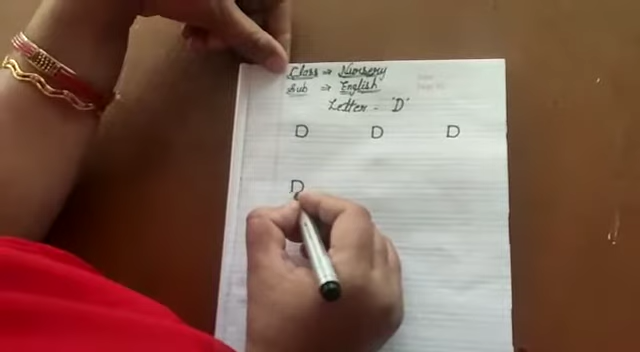 Class ⇒ Nursery
Sub ⇒ English
Letter - 'D'
D D D
D